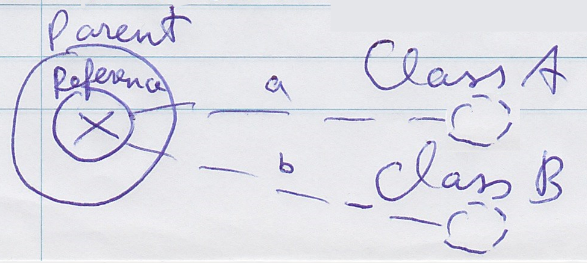 Parent
Reference
X
a
Class A
b
Class B